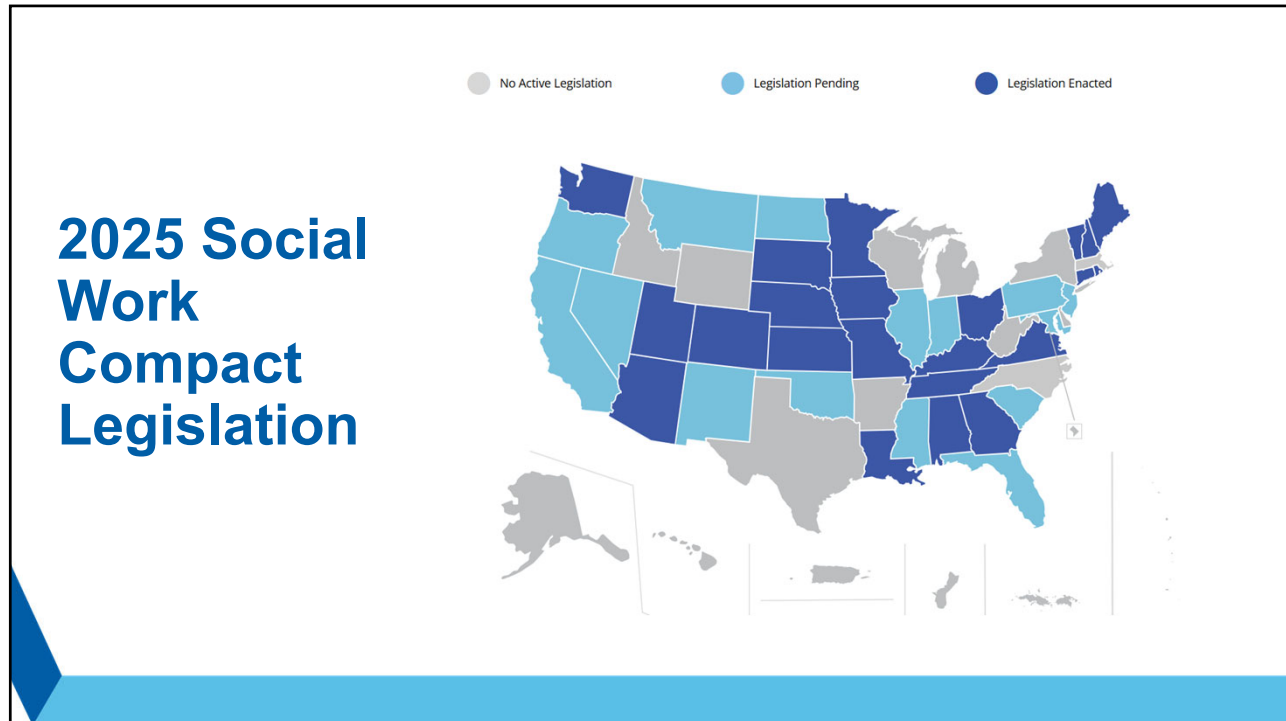 No Active Legislation
Legislation Pending
Legislation Enacted
2025 Social
Work
Compact
Legislation